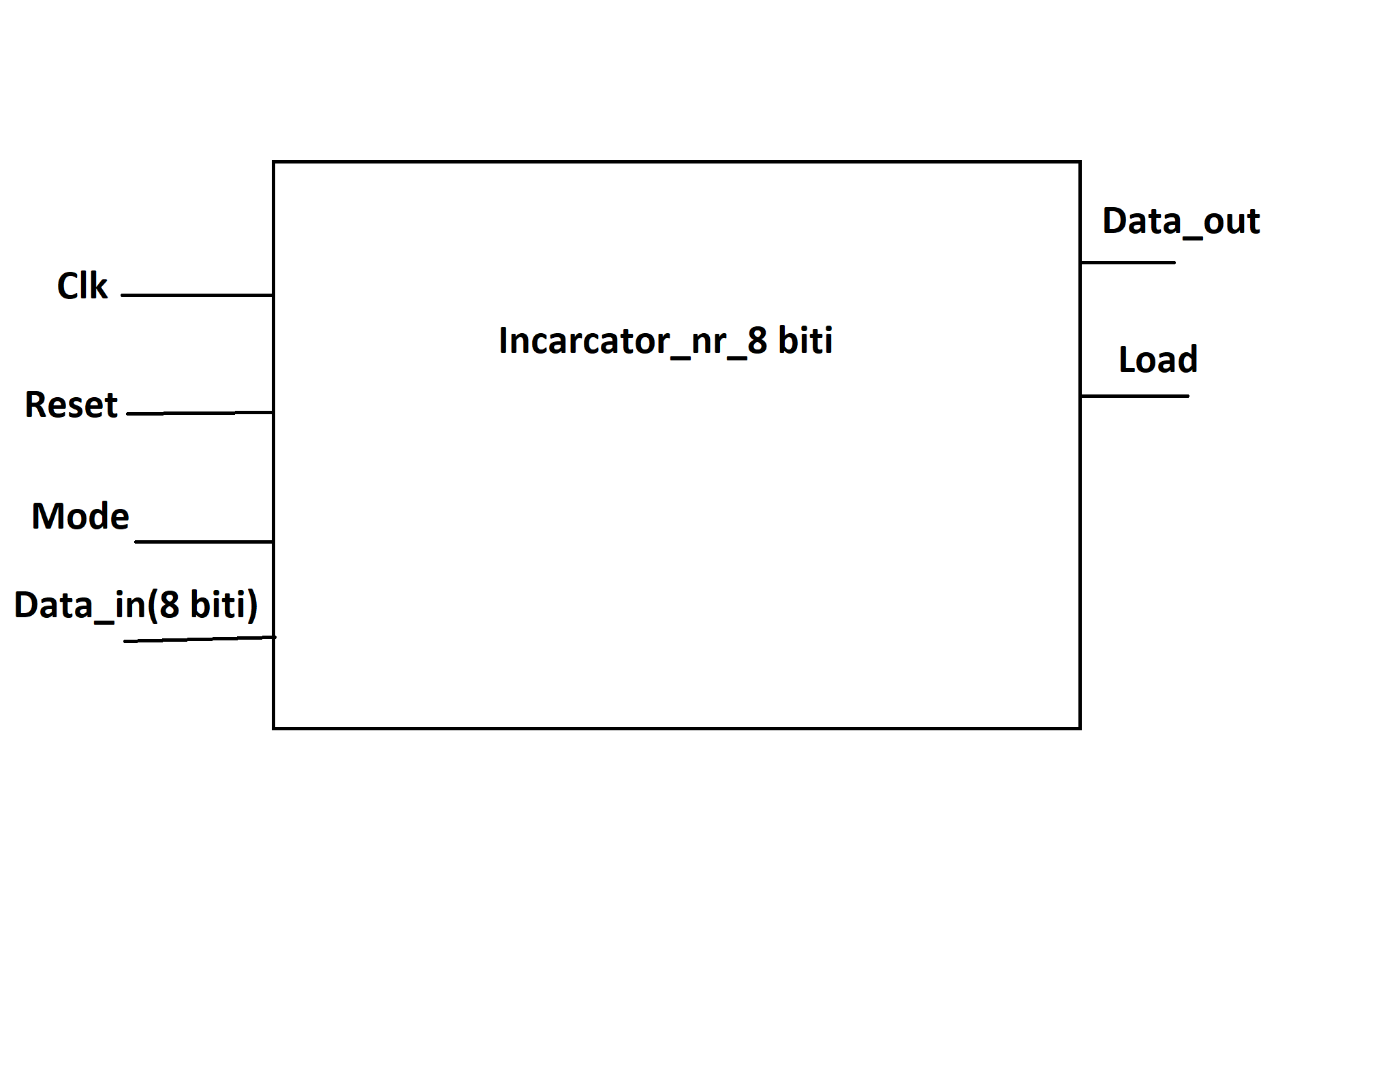 Data_out
Clk
Incarcator_nr_8 biti
Load
Reset
Mode
Data_in(8 biti)